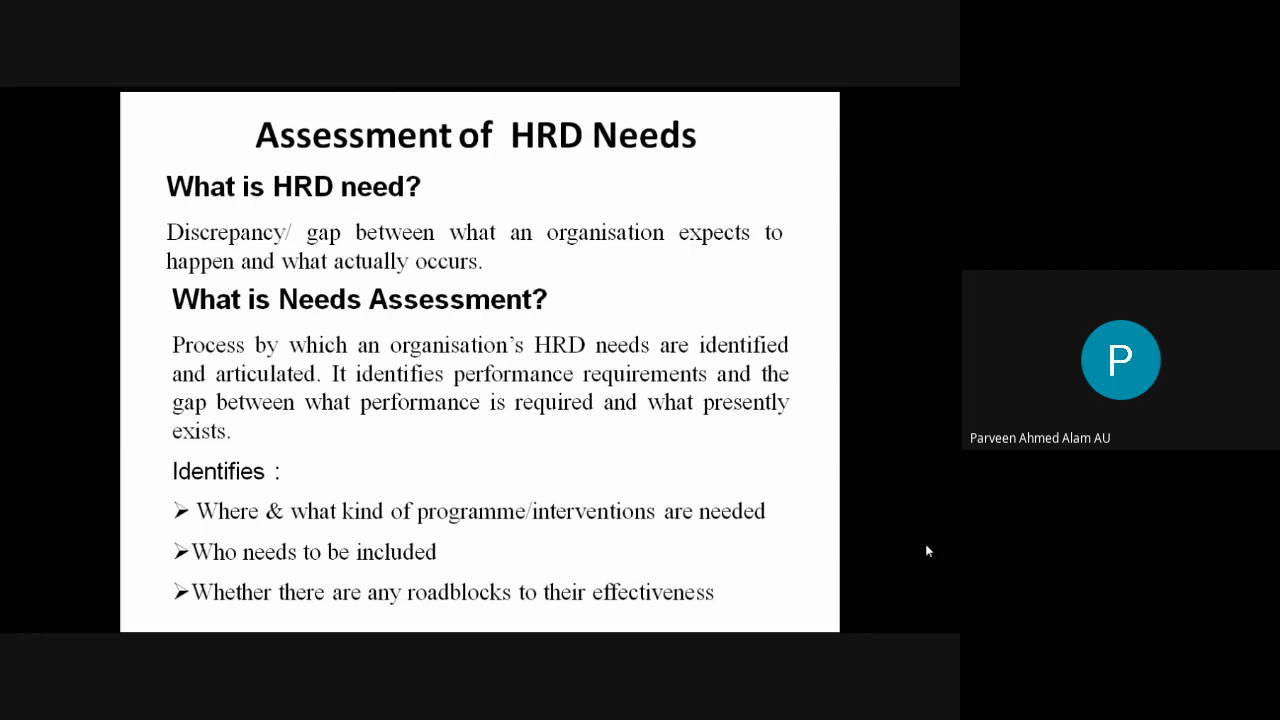 Assessment of HRD Needs
What is HRD need?
Discrepancy/ gap between what an organisation expects to
happen and what actually occurs.
What is Needs Assessment?
Process by which an organisation's HRD needs are identified
and articulated. It identifies performance requirements and the
gap between what performance is required and what presently
exists.
Identifies :
➢ Where & what kind of programme/interventions are needed
➢Who needs to be included
➢Whether there are any roadblocks to their effectiveness
P
Parveen Ahmed Alam AU